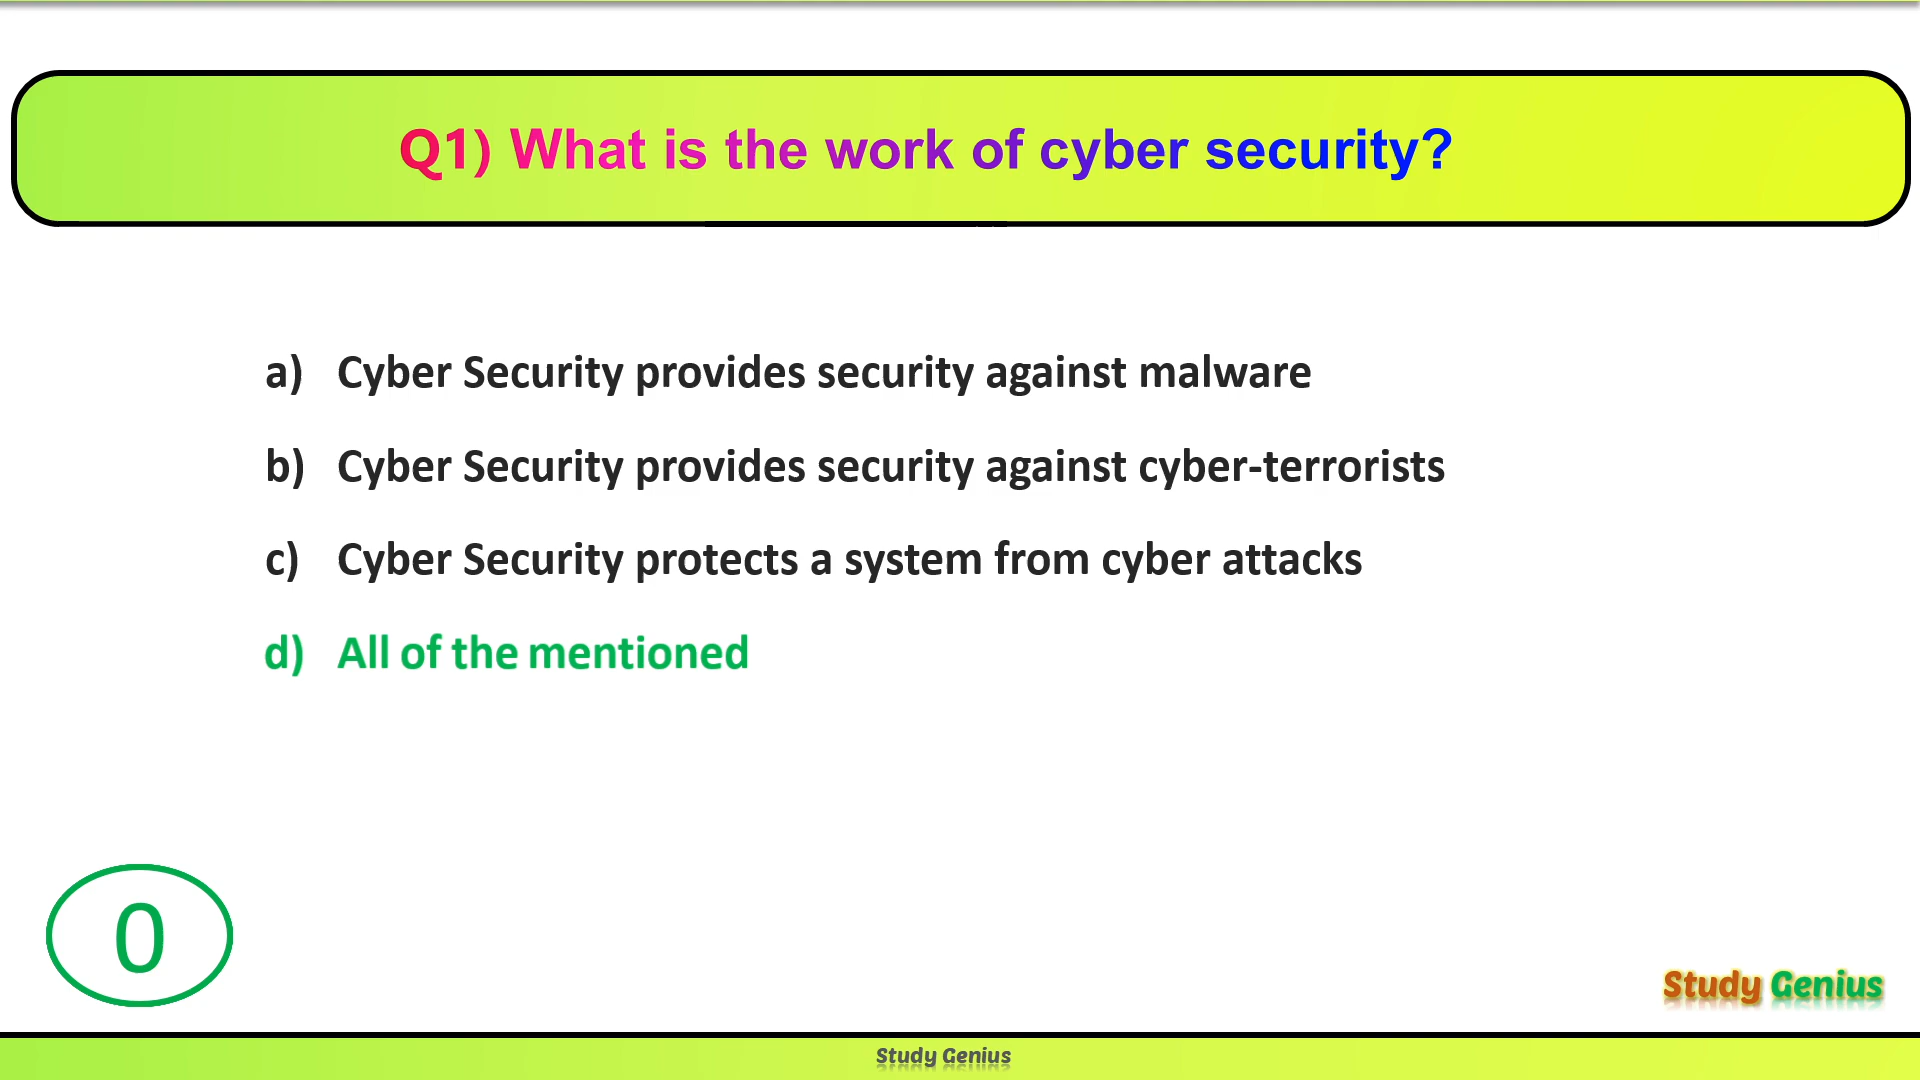 Q1) What is the work of cyber security?
a) Cyber Security provides security against malware
b) Cyber Security provides security against cyber-terrorists
c) Cyber Security protects a system from cyber attacks
d) All of the mentioned
0
Study Genius
Study Genius